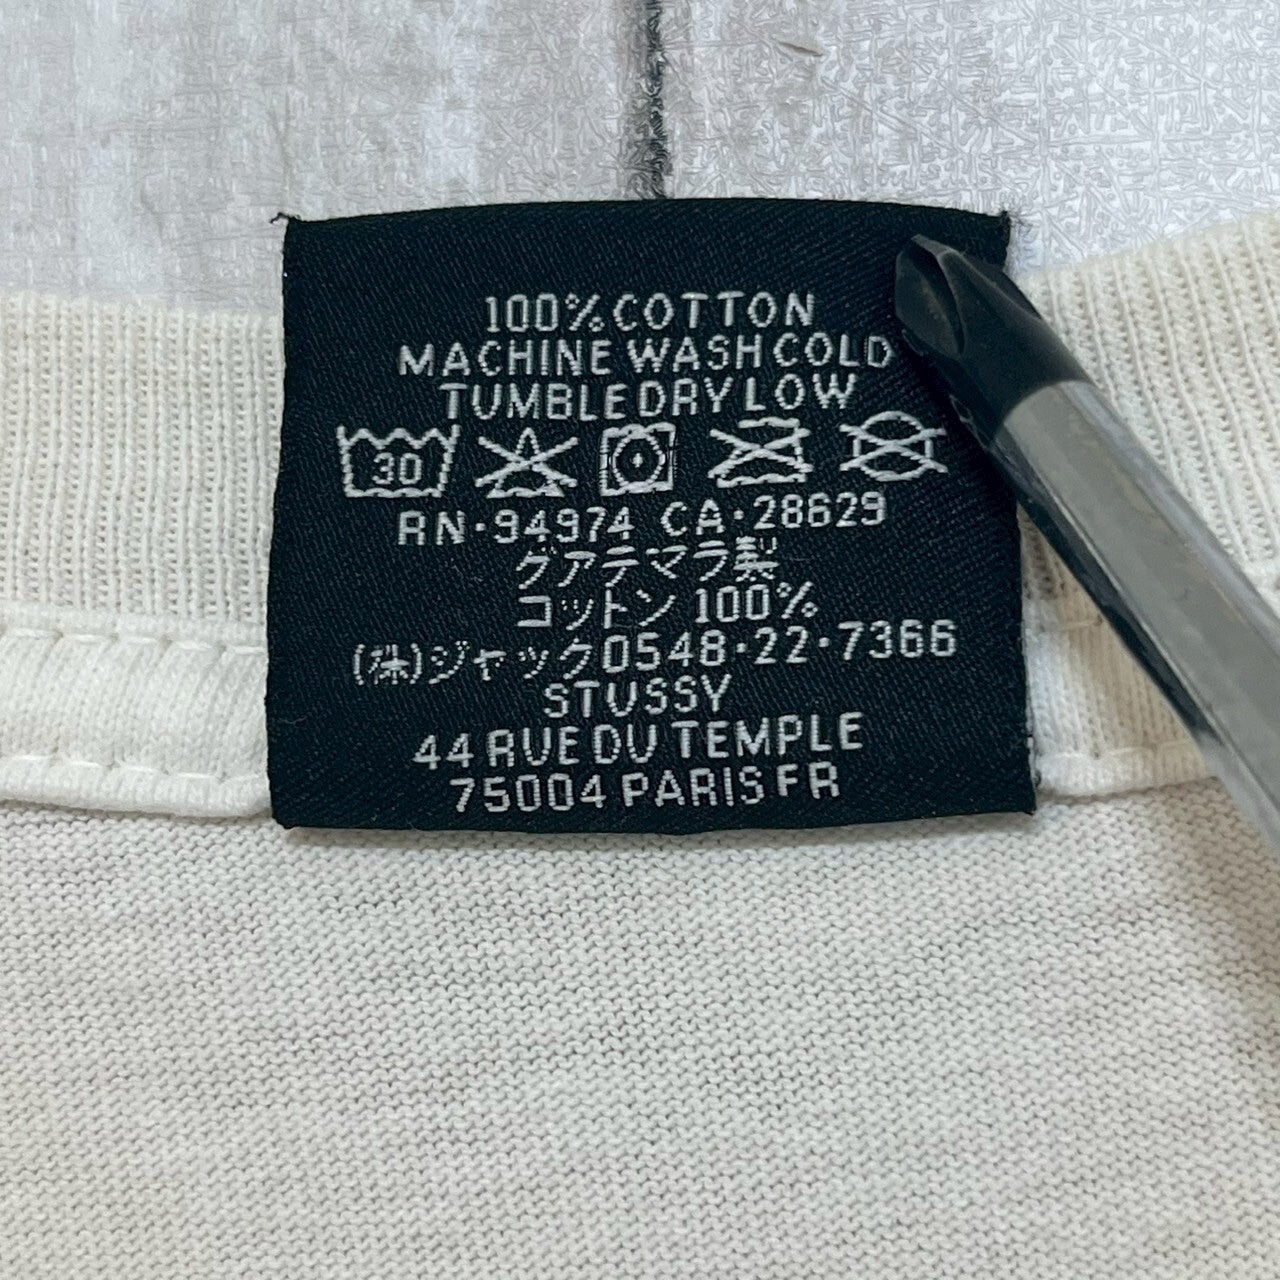 100% COTTON
MACHINE WASH COLD
TUMBLE DRY LOW
30
RN·94974 CA·28629
グアテマラ製
コットン 100%
(株)ジャック0548·22·7366
STUSSY
44 RUE DU TEMPLE
75004 PARIS FR